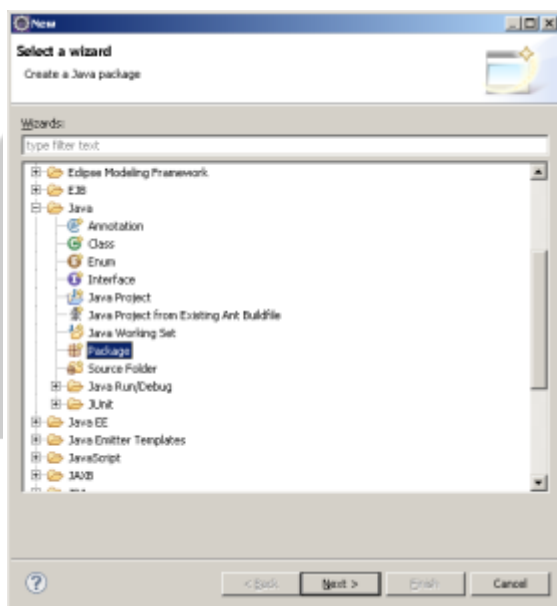 New
Select a wizard
Create a Java package
Wizards:
type filter text
Eclipse Modeling Framework
EJB
Java
Annotation
Class
Enum
Interface
Java Project
Java Project from Existing Ant Buildfile
Java Working Set
Package
Source Folder
Java Run/Debug
JUnit
Java EE
Java Emitter Templates
JavaScript
JAXB
< Back Next > Finish Cancel